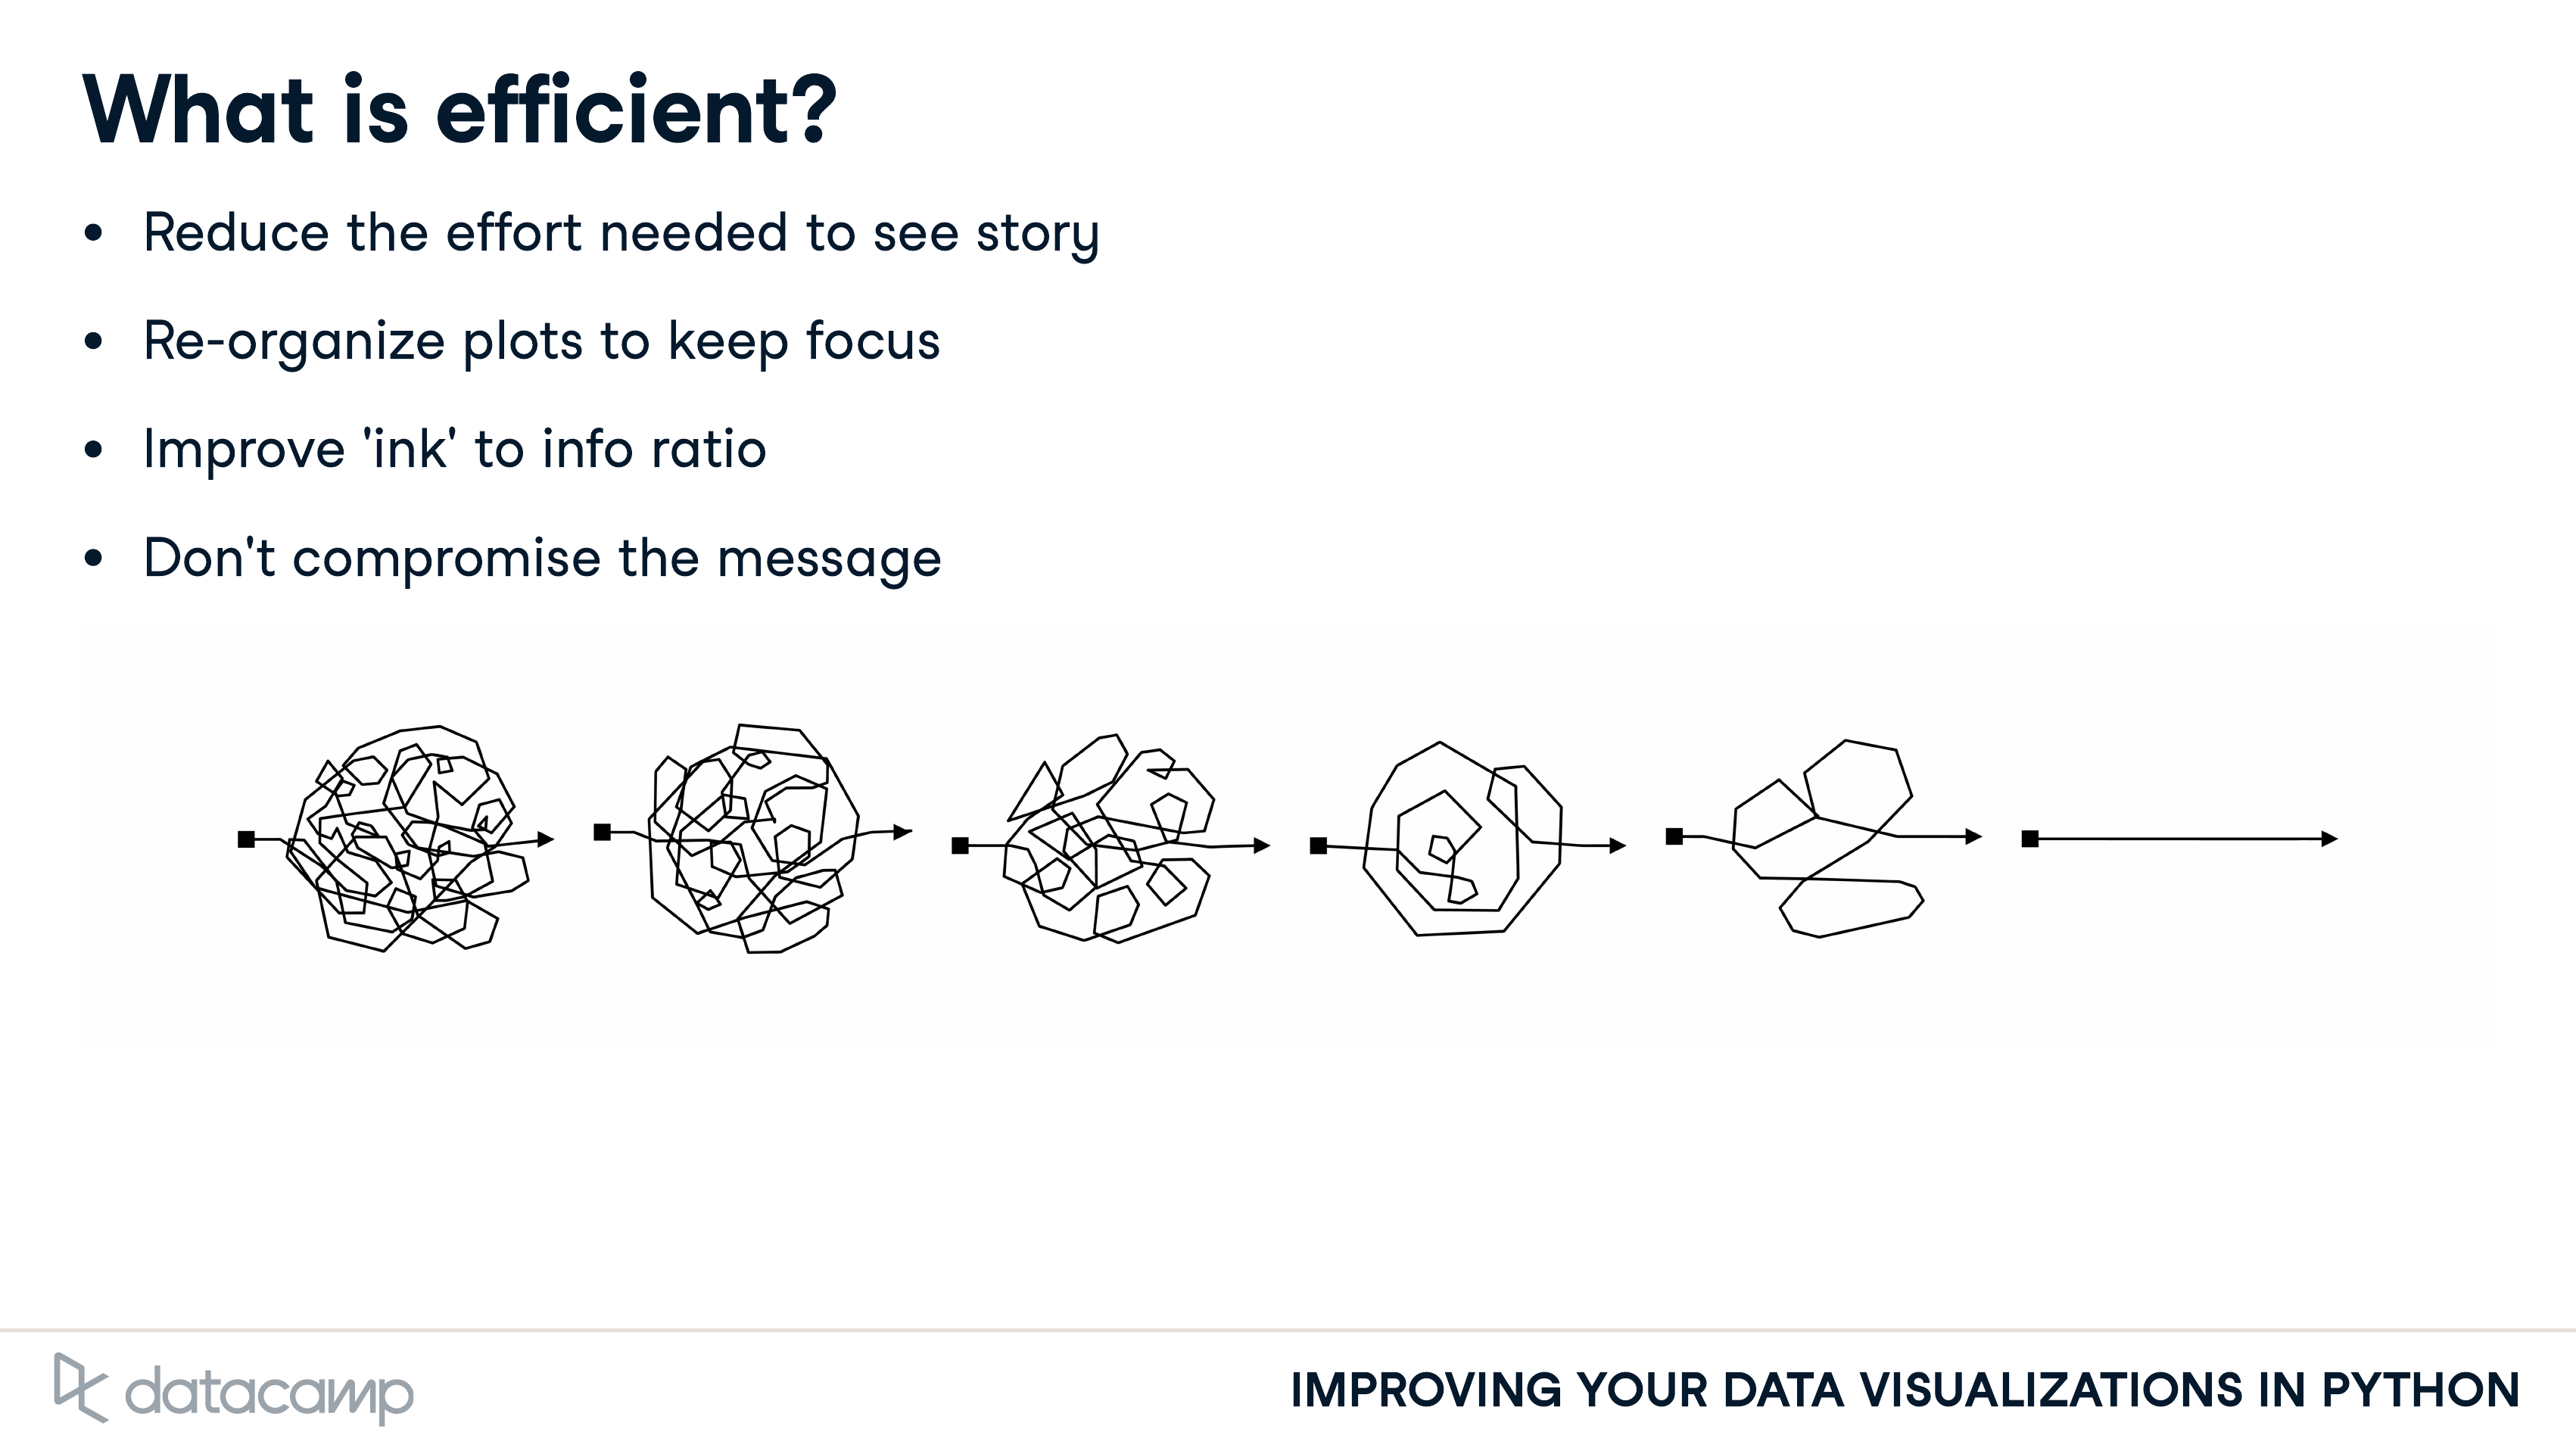 What is efficient?
• Reduce the effort needed to see story
• Re-organize plots to keep focus
• Improve 'ink' to info ratio
• Don't compromise the message
datacamp
IMPROVING YOUR DATA VISUALIZATIONS IN PYTHON